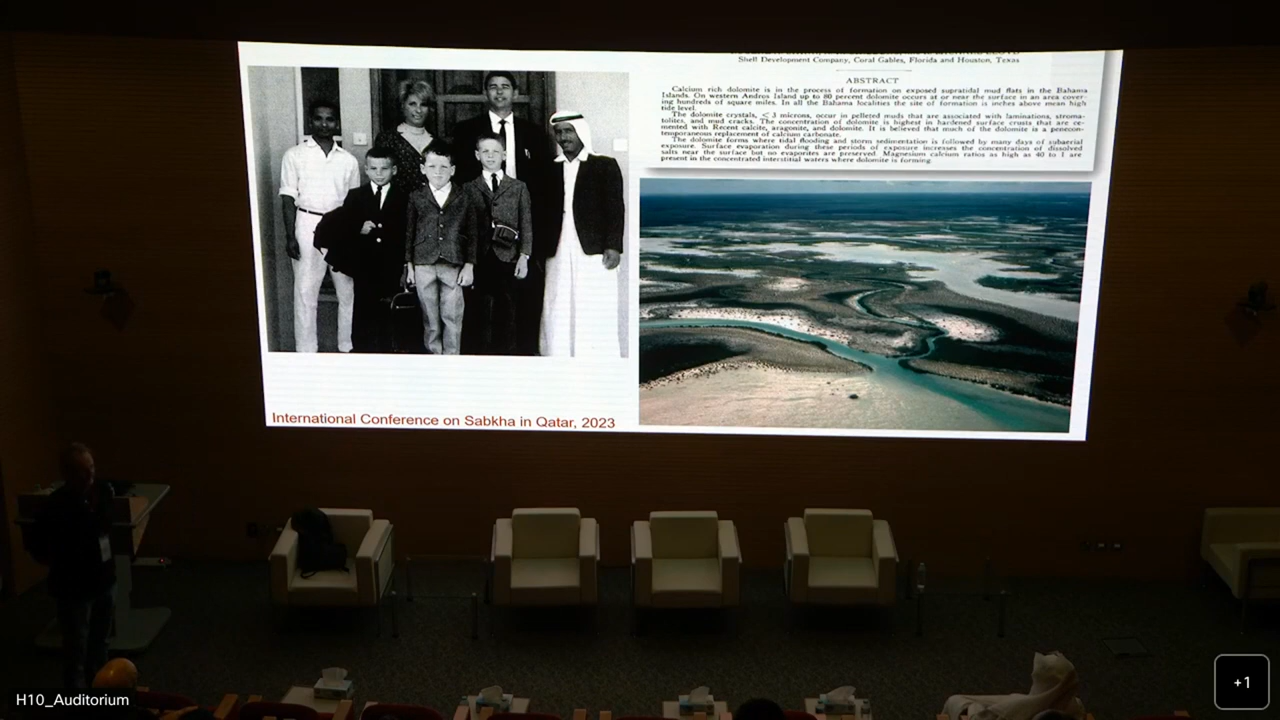 Shell Development Company, Coral Gables, Florida and Houston, Texas
ABSTRACT
Calcium rich dolomite is in the process of formation on exposed supratidal mud flats in the Bahama
Islands. On western Andros Island up to 80 percent dolomite occurs at or near the surface in an area cover-
ing hundreds of square miles. In all the Bahama localities the site of formation is inches above mean high
tide level.
The dolomite crystals, < 3 microns, occur in pelleted muds that are associated with laminations, stroma-
tolites, and mud cracks. The concentration of dolomite is highest in hardened surface crusts that are ce-
mented with Recent calcite, aragonite, and dolomite. It is believed that much of the dolomite is a penecon-
temporaneous replacement of calcium carbonate.
The dolomite forms where tidal flooding and storm sedimentation is followed by many days of subaerial
exposure. Surface evaporation during these periods of exposure increases the concentration of dissolved
salts near the surface but no evaporites are preserved. Magnesium calcium ratios as high as 40 to 1 are
present in the concentrated interstitial waters where dolomite is forming.
International Conference on Sabkha in Qatar, 2023
H10_Auditorium
+1